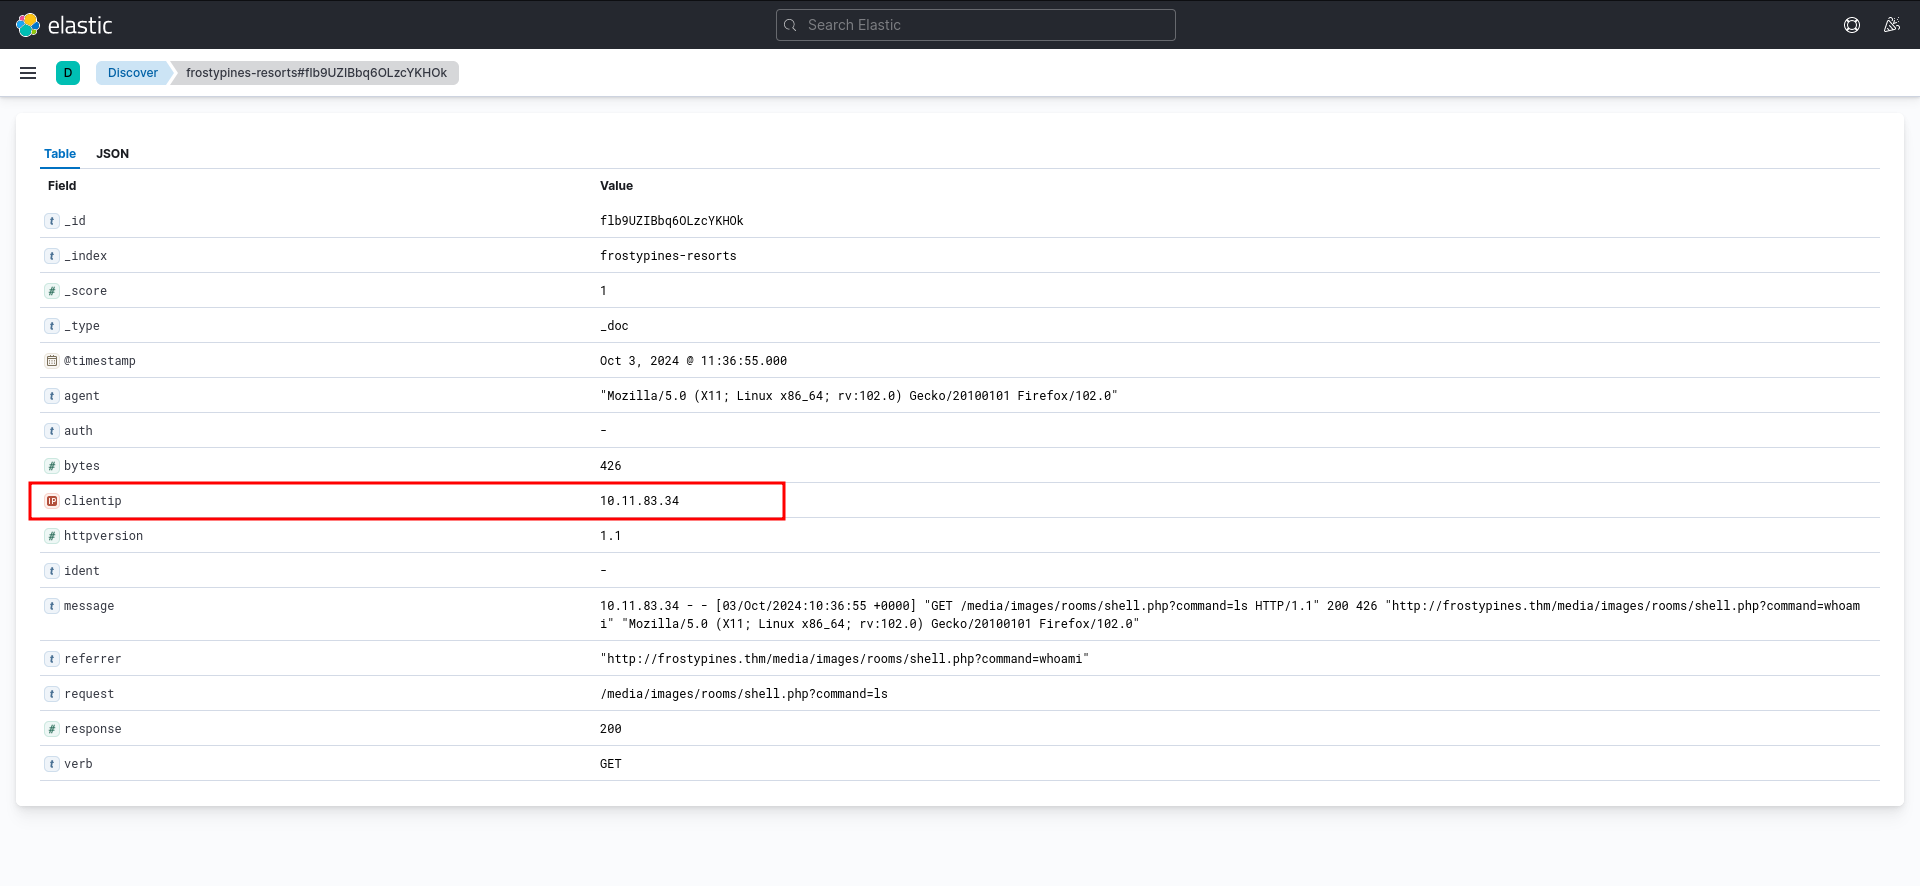 elastic
Search Elastic
D
Discover
frostypines-resorts#flb9UZIBbq6OLzcYKHOk
Table JSON
Field Value
t _id flb9UZIBbq6OLzcYKHOk
t _index frostypines-resorts
# _score 1
t _type _doc
@timestamp Oct 3, 2024 @ 11:36:55.000
t agent "Mozilla/5.0 (X11; Linux x86_64; rv:102.0) Gecko/20100101 Firefox/102.0"
t auth -
# bytes 426
IP clientip 10.11.83.34
# httpversion 1.1
t ident -
t message 10.11.83.34 - - [03/Oct/2024:10:36:55 +0000] "GET /media/images/rooms/shell.php?command=ls HTTP/1.1" 200 426 "http://frostypines.thm/media/images/rooms/shell.php?command=whoam
i" "Mozilla/5.0 (X11; Linux x86_64; rv:102.0) Gecko/20100101 Firefox/102.0"
t referrer "http://frostypines.thm/media/images/rooms/shell.php?command=whoami"
t request /media/images/rooms/shell.php?command=ls
# response 200
t verb GET